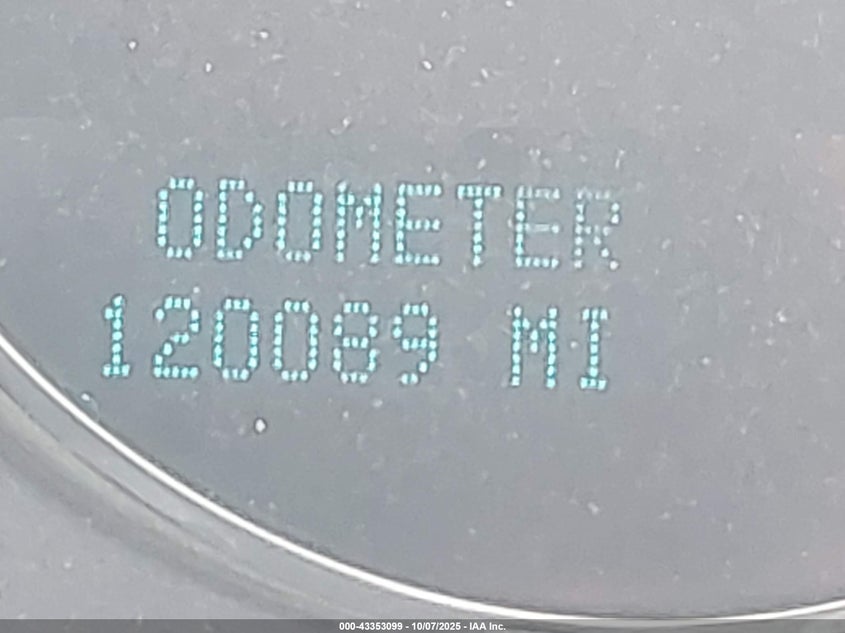 ODOMETER
120089 MI
000-43353099 - 10/07/2025 - IAA Inc.